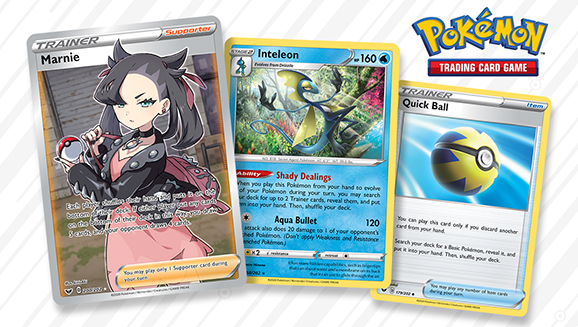 TRAINER Supporter
Marnie
Each player shuffles their hand and puts it on the
bottom of their deck. If either player put any cards
on the bottom of their deck in this way, you draw
5 cards, and your opponent draws 4 cards.
You may play only 1 Supporter card during
your turn.
STAGE 2 Inteleon HP 160
Evolves from Drizzile
Ability Shady Dealings
When you play this Pokémon from your hand to evolve
of your Pokémon during your turn, you may search
your deck for up to 2 Trainer cards, reveal them, and put
into your hand. Then, shuffle your deck.
Aqua Bullet 120
attack also does 20 damage to 1 of your opponent's
Benched Pokémon. (Don't apply Weakness and Resistance
Benched Pokémon.)
×2 resistance
POKÉMON
TRADING CARD GAME
TRAINER Item
Quick Ball
You can play this card only if you discard another
card from your hand.
Search your deck for a Basic Pokémon, reveal it, and
put it into your hand. Then, shuffle your deck.
You may play any number of Item cards
during your turn.
179/202